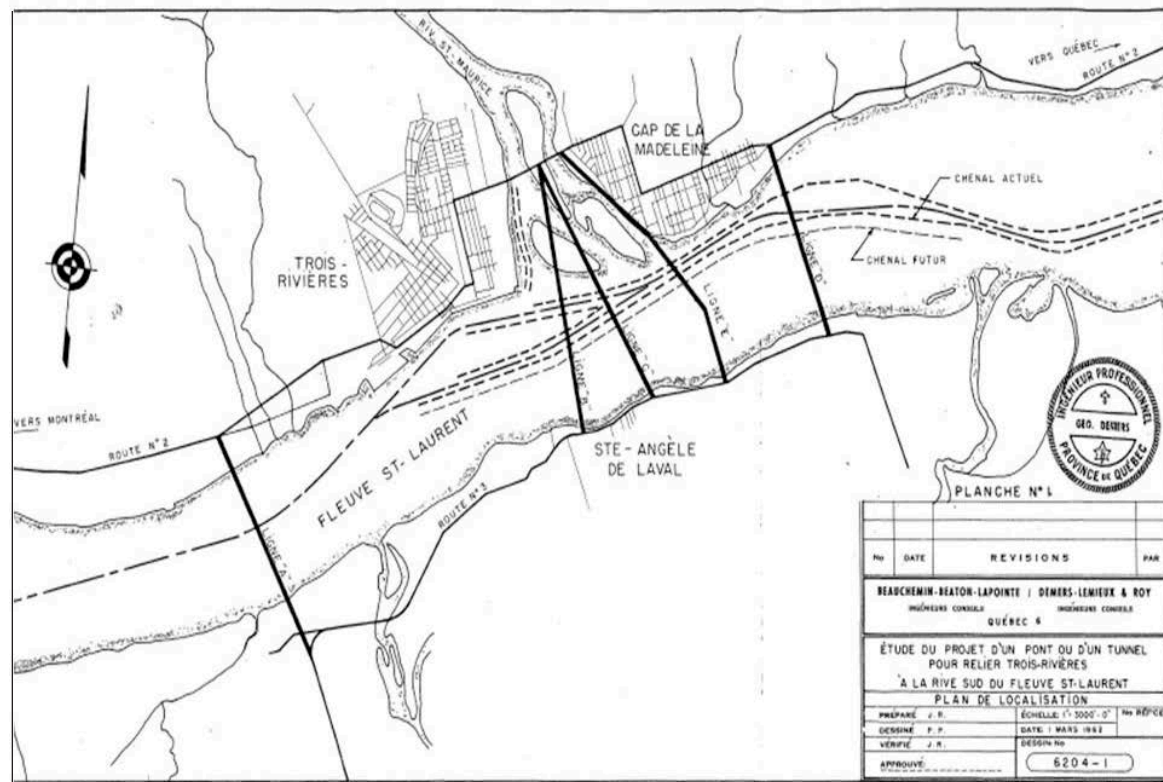 RIV. ST-MAURICE
VERS QUÉBEC
ROUTE N° 2
CAP DE LA
MADELEINE
CHENAL ACTUEL
CHENAL FUTUR
TROIS-
RIVIÈRES
LIGNE "D"
LIGNE "E"
LIGNE "C"
LIGNE "B"
VERS MONTRÉAL
ROUTE N° 2
FLEUVE ST-LAURENT
STE-ANGÈLE
DE LAVAL
ROUTE N° 3
LIGNE "A"
INGÉNIEUR PROFESSIONNEL
GEO. DEMERS
PROVINCE DE QUÉBEC
PLANCHE N° 1
No DATE REVISIONS PAR
BEAUCHEMIN-BEATON-LAPOINTE / DEMERS-LEMIEUX & ROY
INGÉNIEURS CONSEILS INGÉNIEURS CONSEILS
QUÉBEC 6
ÉTUDE DU PROJET D'UN PONT OU D'UN TUNNEL
POUR RELIER TROIS-RIVIÈRES
À LA RIVE SUD DU FLEUVE ST-LAURENT
PLAN DE LOCALISATION
PRÉPARÉ J.R. ÉCHELLE: 1"=3000'-0" No RÉF'CE
DESSINÉ P.P. DATE: 1 MARS 1962
VÉRIFIÉ J.R. DESSIN No
APPROUVÉ: 6204-1